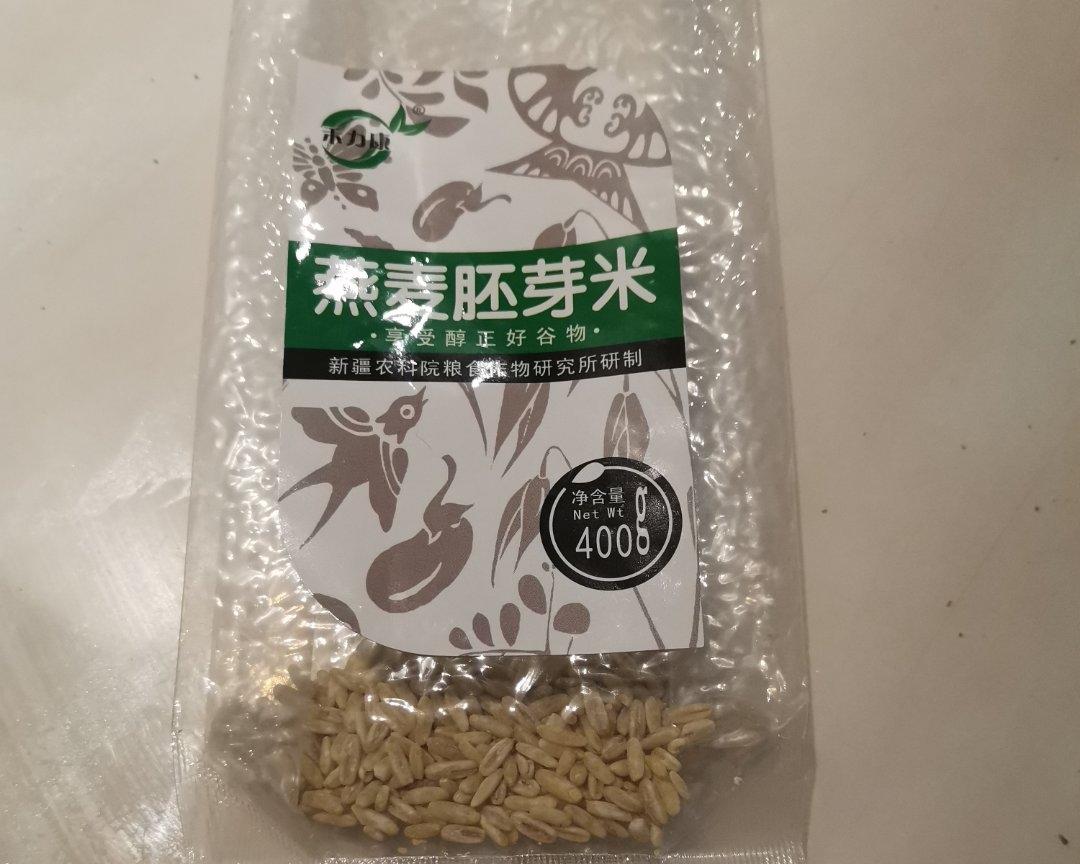 禾力康®
燕麦胚芽米
·享受醇正好谷物·
新疆农科院粮食作物研究所研制
净含量
Net Wt g
400g